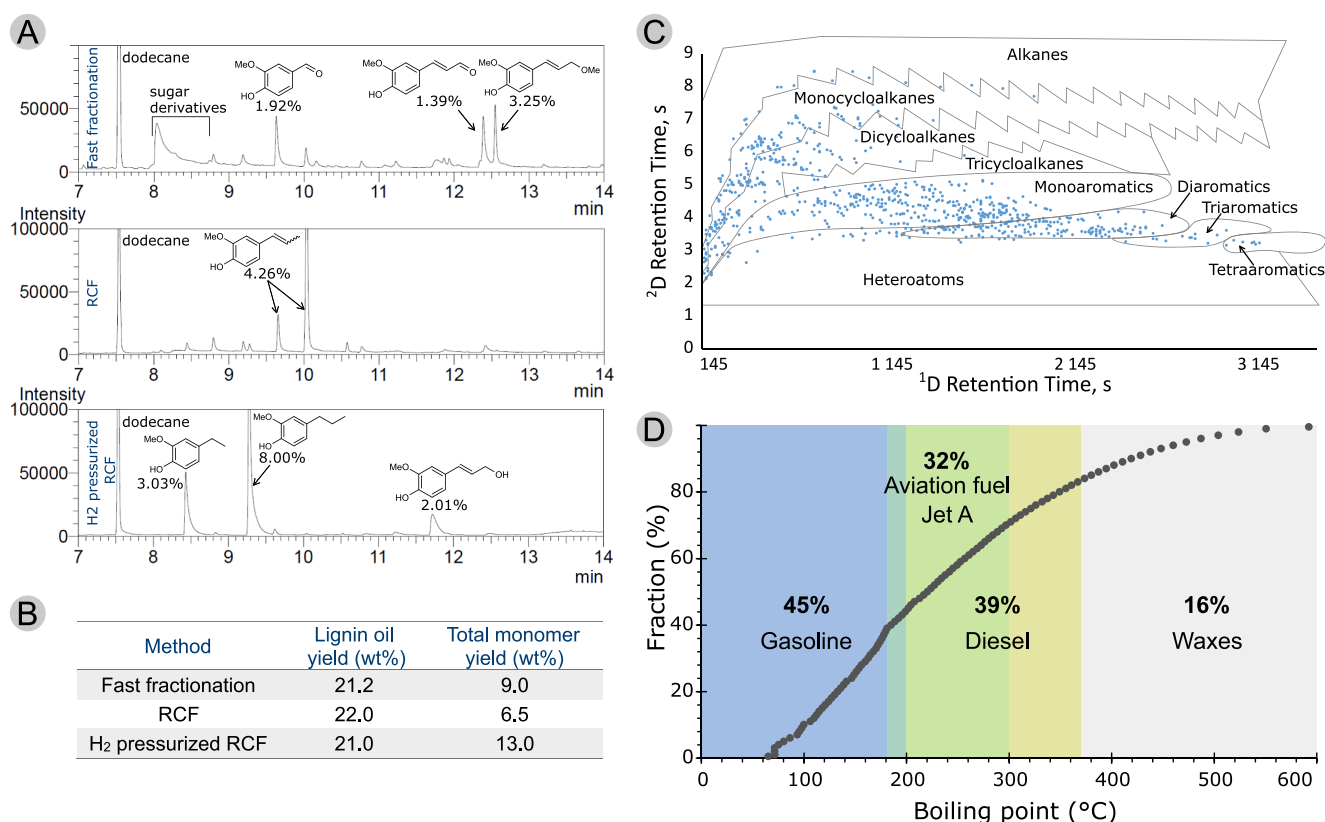 A
Fast fractionation
50000
100000
0
dodecane
sugar
derivatives
MeO
HO
O
1.92%
MeO
HO
O
1.39%
MeO
HO
OMe
3.25%
7 8 9 10 11 12 13 14
min
Intensity
RCF
100000
50000
0
dodecane
MeO
HO
4.26%
7 8 9 10 11 12 13 14
min
Intensity
H2 pressurized
RCF
100000
50000
0
dodecane
MeO
HO
3.03%
MeO
HO
8.00%
MeO
HO
OH
2.01%
7 8 9 10 11 12 13 14
min
B
Method Lignin oil yield (wt%) Total monomer yield (wt%)
Fast fractionation 21.2 9.0
RCF 22.0 6.5
H2 pressurized RCF 21.0 13.0
C
2D Retention Time, s
9
8
7
6
5
4
3
2
1
0
Alkanes
Monocycloalkanes
Dicycloalkanes
Tricycloalkanes
Monoaromatics
Diaromatics
Triaromatics
Tetraaromatics
Heteroatoms
145 1 145 2 145 3 145
1D Retention Time, s
D
Fraction (%)
80
60
40
20
0
32%
Aviation fuel
Jet A
45%
Gasoline
39%
Diesel
16%
Waxes
0 100 200 300 400 500 600
Boiling point (°C)